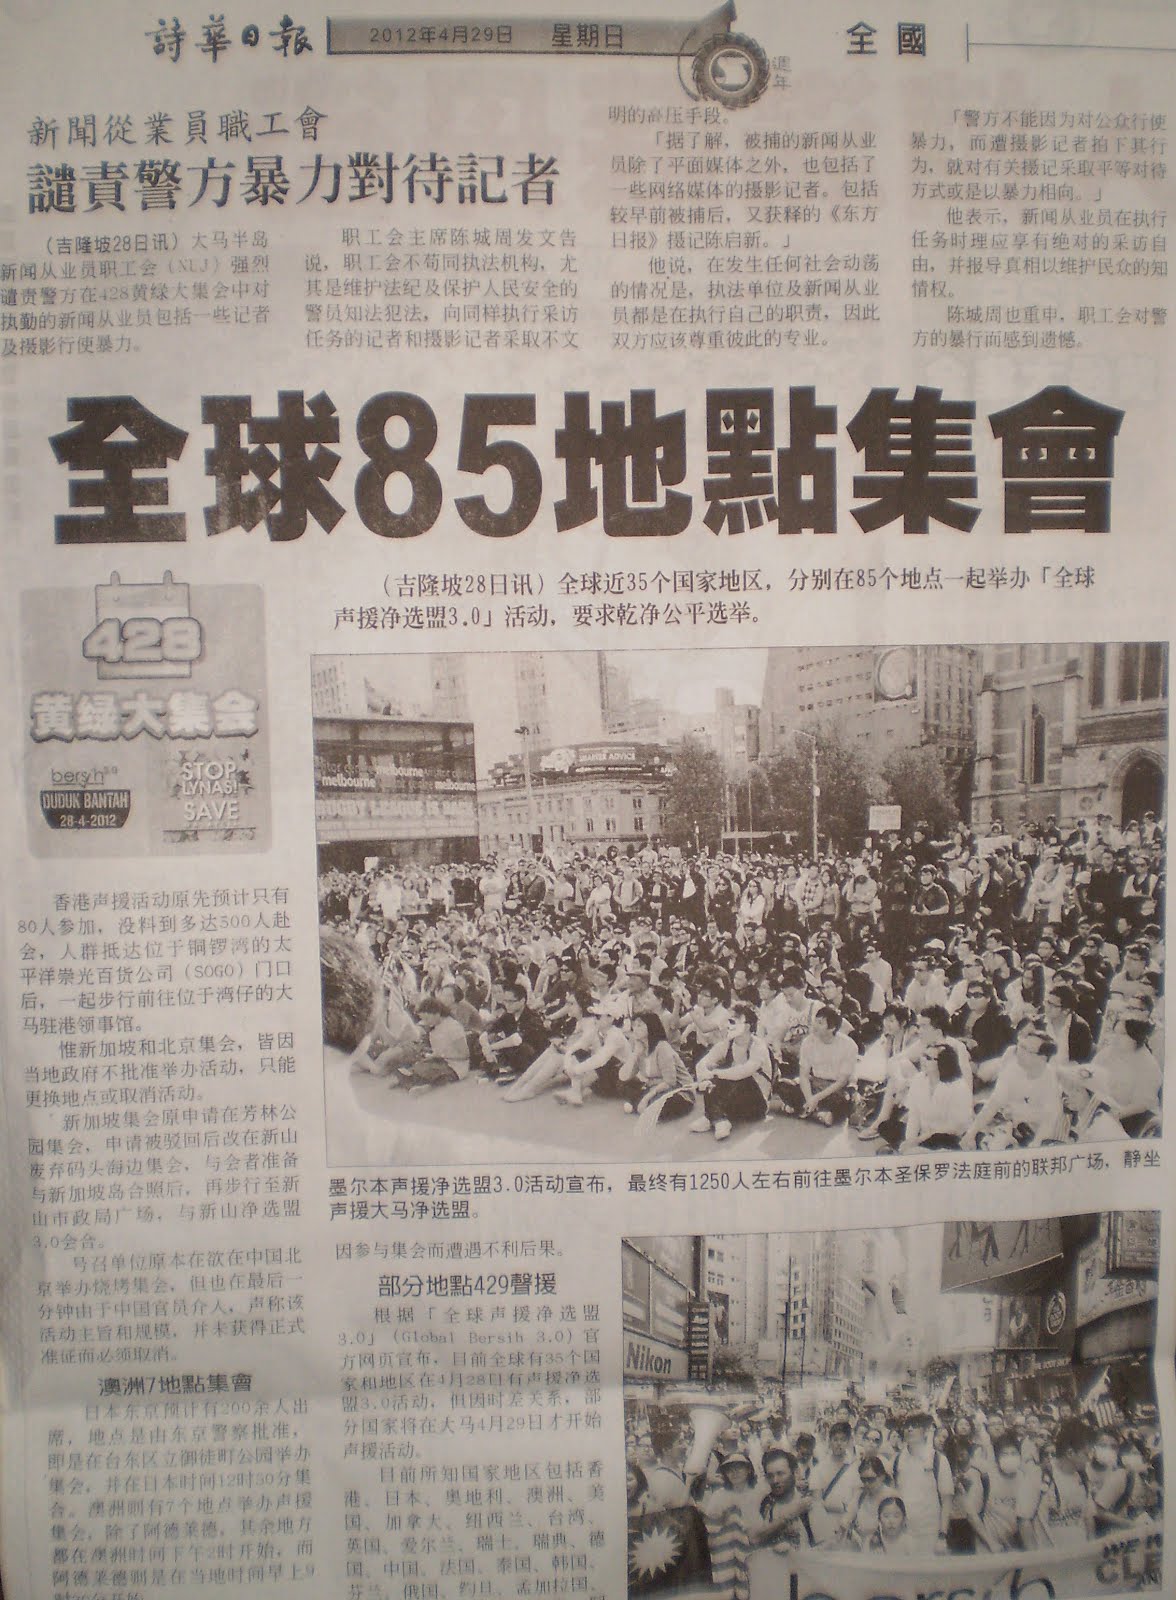 詩華日報
2012年4月29日 星期日
週年
全國
新聞從業員職工會
譴責警方暴力對待記者
(吉隆坡28日讯)大马半岛
新闻从业员职工会(NUJ)强烈
谴责警方在428黄绿大集会中对
执勤的新闻从业员包括一些记者
及摄影行使暴力。
职工会主席陈城周发文告
说,职工会不苟同执法机构,尤
其是维护法纪及保护人民安全的
警员知法犯法,向同样执行采访
任务的记者和摄影记者采取不文
明的高压手段。
「据了解,被捕的新闻从业
员除了平面媒体之外,也包括了
一些网络媒体的摄影记者。包括
较早前被捕后,又获释的《东方
日报》摄记陈启新。」
他说,在发生任何社会动荡
的情况是,执法单位及新闻从业
员都是在执行自己的职责,因此
双方应该尊重彼此的专业。
「警方不能因为对公众行使
暴力,而遭摄影记者拍下其行
为,就对有关摄记采取平等对待
方式或是以暴力相向。」
他表示,新闻从业员在执行
任务时理应享有绝对的采访自
由,并报导真相以维护民众的知
情权。
陈城周也重申,职工会对警
方的暴行而感到遗憾。
全球85地點集會
(吉隆坡28日讯)全球近35个国家地区,分别在85个地点一起举办「全球
声援净选盟3.0」活动,要求乾净公平选举。
428
黄绿大集会
bersih 3.0
DUDUK BANTAH
28-4-2012
STOP
LYNAS!
SAVE
香港声援活动原先预计只有
80人参加,没料到多达500人赴
会,人群抵达位于铜锣湾的太
平洋崇光百货公司(SOGO)门口
后,一起步行前往位于湾仔的大
马驻港领事馆。
惟新加坡和北京集会,皆因
当地政府不批准举办活动,只能
更换地点或取消活动。
新加坡集会原申请在芳林公
园集会,申请被驳回后改在新山
废弃码头海边集会,与会者准备
与新加坡岛合照后,再步行至新
山市政局广场,与新山净选盟
3.0会合。
号召单位原本在欲在中国北
京举办烧烤集会,但也在最后一
分钟由于中国官员介人,声称该
活动主旨和规模,并未获得正式
准证而必须取消。
澳洲7地點集會
日本东京预计有200余人出
席,地点是由东京警察批准,
即是在台东区立御徒町公园举办
集会,并在日本时间12时30分集
合。澳洲则有7个地点举办声援
集会,除了阿德莱德,其余地方
都在澳洲时间下午2时开始,而
阿德莱德则是在当地时间早上9
melbourne
melbourne
melbourne
SMARTER ADVICE
墨尔本声援净选盟3.0活动宣布,最终有1250人左右前往墨尔本圣保罗法庭前的联邦广场,静坐
声援大马净选盟。
因参与集会而遭遇不利后果。
部分地點429聲援
根据「全球声援净选盟
3.0」(Global Bersih 3.0)官
方网页宣布,目前全球有35个国
家和地区在4月28日有声援净选
盟3.0活动,但因时差关系,部
分国家将在大马4月29日才开始
声援活动。
目前所知国家地区包括香
港、日本、奥地利、澳洲、美
国、加拿大、纽西兰、台湾、
英国、爱尔兰、瑞士、瑞典、德
国、中国、法国、泰国、韩国、
芬兰、俄国、约旦、孟加拉国、
Nikon
bersih
CLE